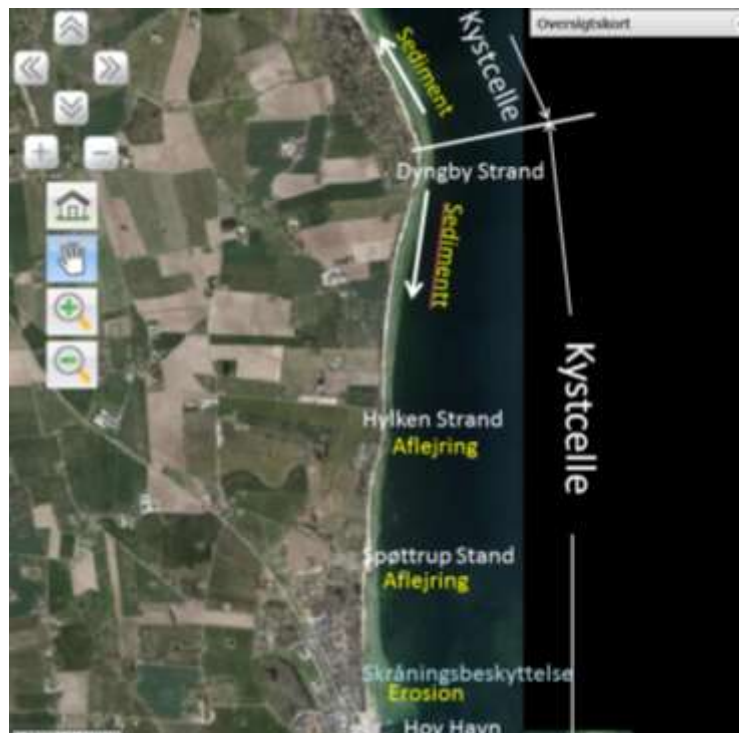 Oversigtskort
Kystcelle
Sediment
Dyngby Strand
Sedimentt
Kystcelle
Hylken Strand
Aflejring
Spøttrup Stand
Aflejring
Skråningsbeskyttelse
Erosion
Hov Havn